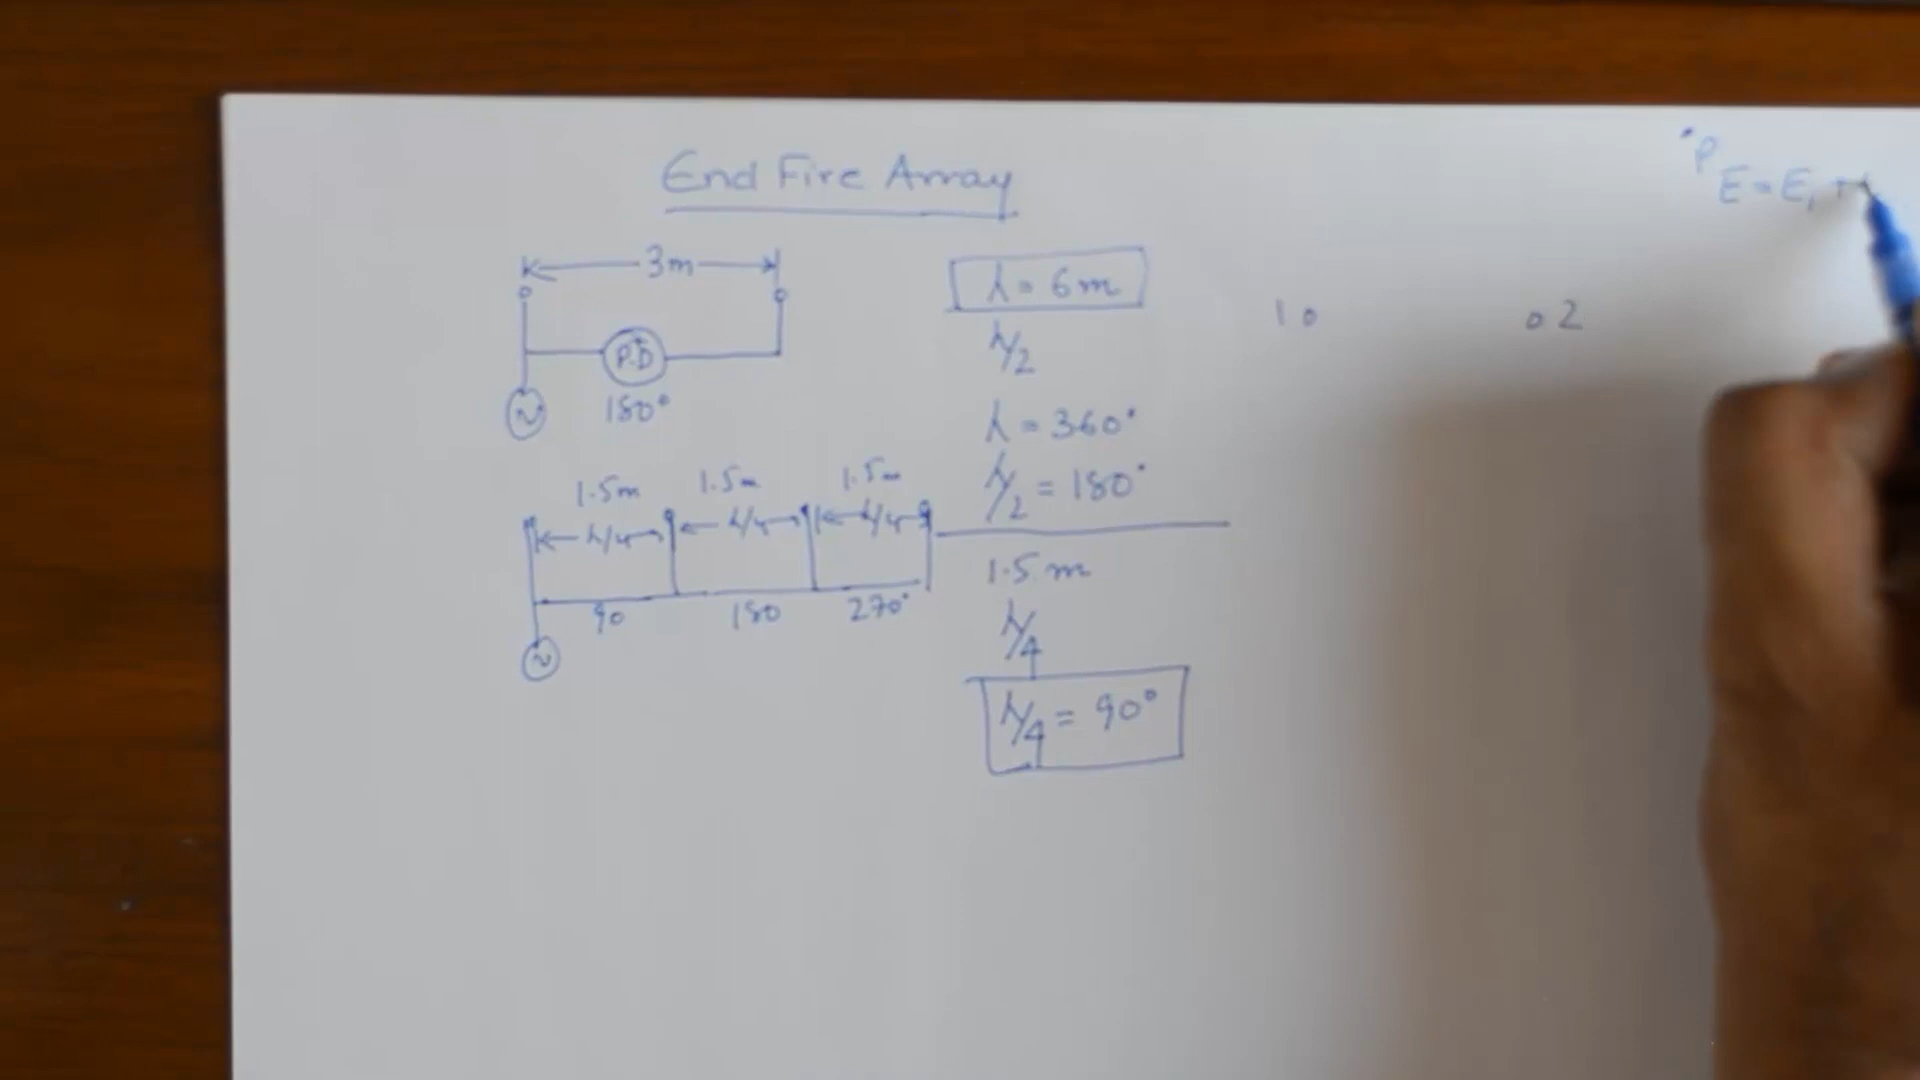 End Fire Array
3m
P.D
~
180°
1.5m 1.5m 1.5m
λ/4 λ/4 λ/4
90 180 270°
~
λ = 6m
λ/2
λ = 360°
λ/2 = 180°
1.5 m
λ/4
λ/4 = 90°
1 2
P
E = E₁ +